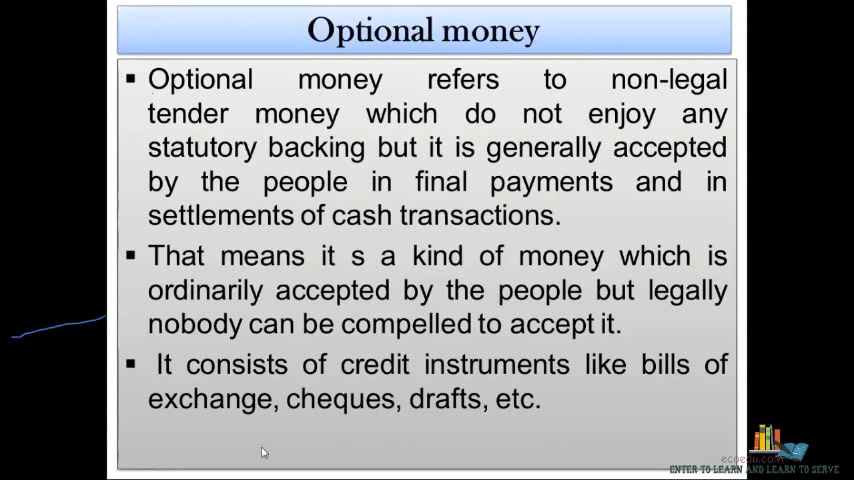 Optional money
▪ Optional money refers to non-legal
tender money which do not enjoy any
statutory backing but it is generally accepted
by the people in final payments and in
settlements of cash transactions.
▪ That means it s a kind of money which is
ordinarily accepted by the people but legally
nobody can be compelled to accept it.
▪ It consists of credit instruments like bills of
exchange, cheques, drafts, etc.
ecoedu.com
ENTER TO LEARN AND LEARN TO SERVE